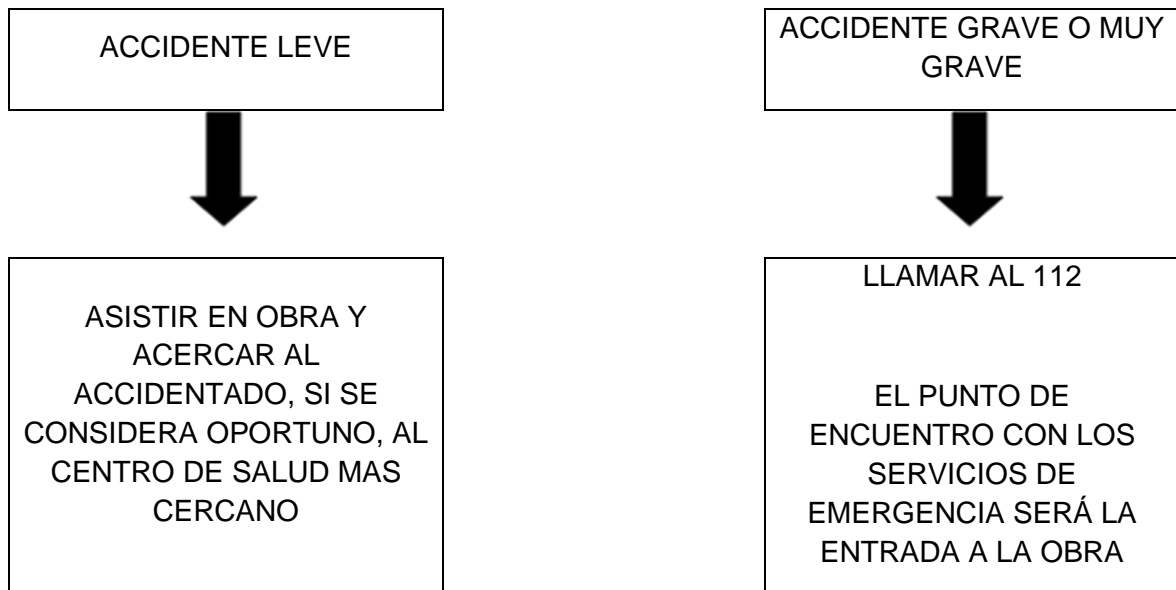 ACCIDENTE LEVE
ASISTIR EN OBRA Y
ACERCAR AL
ACCIDENTADO, SI SE
CONSIDERA OPORTUNO, AL
CENTRO DE SALUD MAS
CERCANO
ACCIDENTE GRAVE O MUY
GRAVE
LLAMAR AL 112
EL PUNTO DE
ENCUENTRO CON LOS
SERVICIOS DE
EMERGENCIA SERÁ LA
ENTRADA A LA OBRA